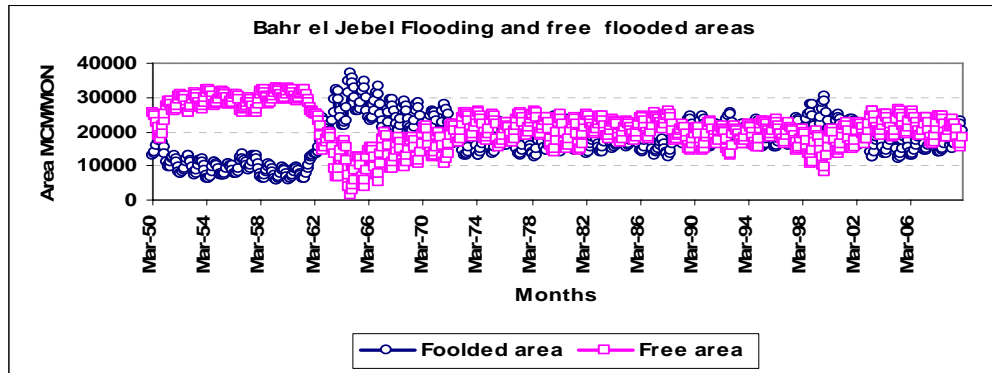 Bahr el Jebel Flooding and free flooded areas
Area MCM/MON
40000
30000
20000
10000
0
Mar-50
Mar-54
Mar-58
Mar-62
Mar-66
Mar-70
Mar-74
Mar-78
Mar-82
Mar-86
Mar-90
Mar-94
Mar-98
Mar-02
Mar-06
Months
Foolded area
Free area